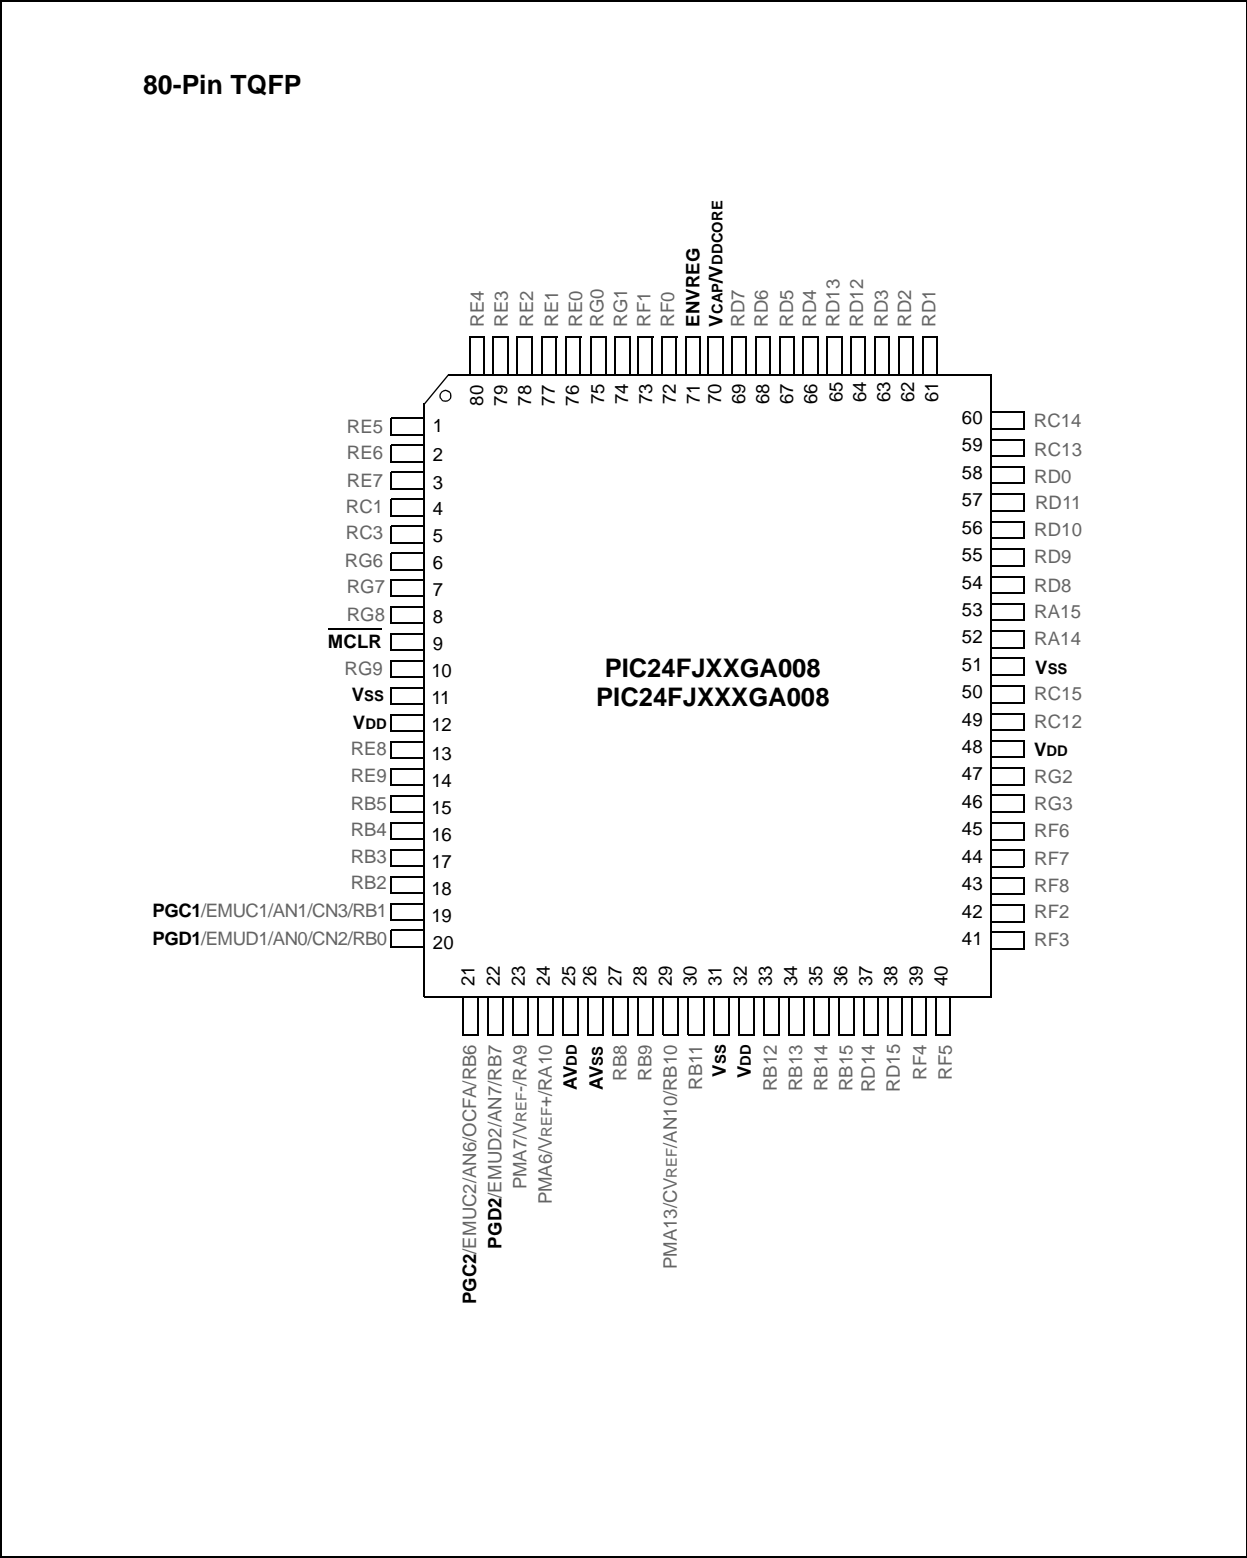 80-Pin TQFP
RE4
RE3
RE2
RE1
RE0
RG0
RG1
RF1
RF0
ENVREG
VCAP/VDDCORE
RD7
RD6
RD5
RD4
RD13
RD12
RD3
RD2
RD1
80
79
78
77
76
75
74
73
72
71
70
69
68
67
66
65
64
63
62
61
RE5 1
RE6 2
RE7 3
RC1 4
RC3 5
RG6 6
RG7 7
RG8 8
MCLR 9
RG9 10
VSS 11
VDD 12
RE8 13
RE9 14
RB5 15
RB4 16
RB3 17
RB2 18
PGC1/EMUC1/AN1/CN3/RB1 19
PGD1/EMUD1/AN0/CN2/RB0 20
PIC24FJXXGA008
PIC24FJXXXGA008
60 RC14
59 RC13
58 RD0
57 RD11
56 RD10
55 RD9
54 RD8
53 RA15
52 RA14
51 VSS
50 RC15
49 RC12
48 VDD
47 RG2
46 RG3
45 RF6
44 RF7
43 RF8
42 RF2
41 RF3
21
22
23
24
25
26
27
28
29
30
31
32
33
34
35
36
37
38
39
40
PGC2/EMUC2/AN6/OCFA/RB6
PGD2/EMUD2/AN7/RB7
PMA7/VREF-/RA9
PMA6/VREF+/RA10
AVDD
AVSS
RB8
RB9
PMA13/CVREF/AN10/RB10
RB11
VSS
VDD
RB12
RB13
RB14
RB15
RD14
RD15
RF4
RF5